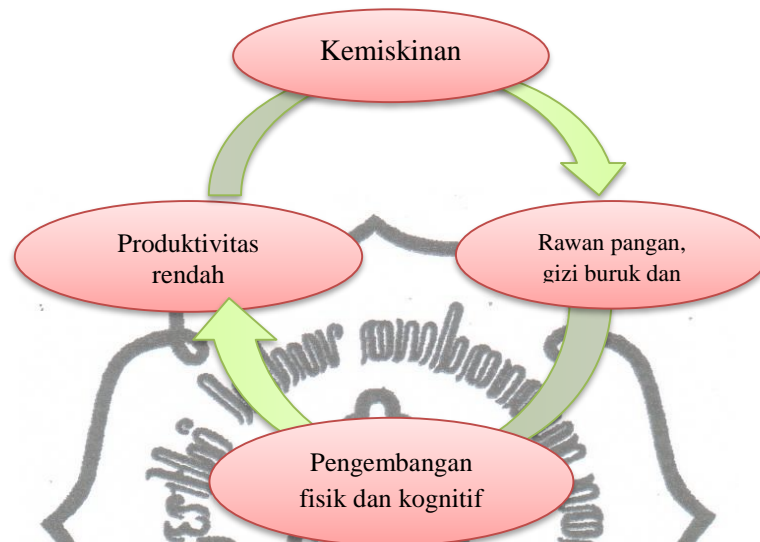 Kemiskinan
Rawan pangan,
gizi buruk dan
Pengembangan
fisik dan kognitif
Produktivitas
rendah